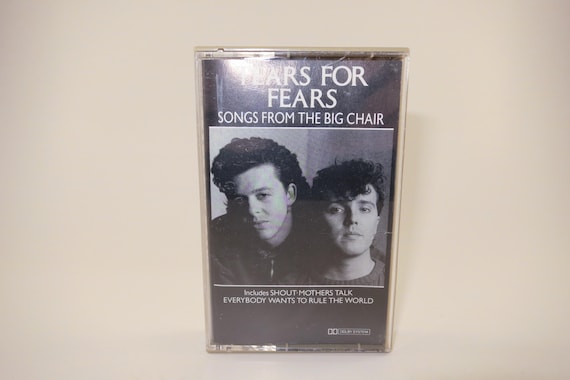 TEARS FOR
FEARS
SONGS FROM THE BIG CHAIR
Includes SHOUT·MOTHERS TALK
EVERYBODY WANTS TO RULE THE WORLD
DOLBY SYSTEM